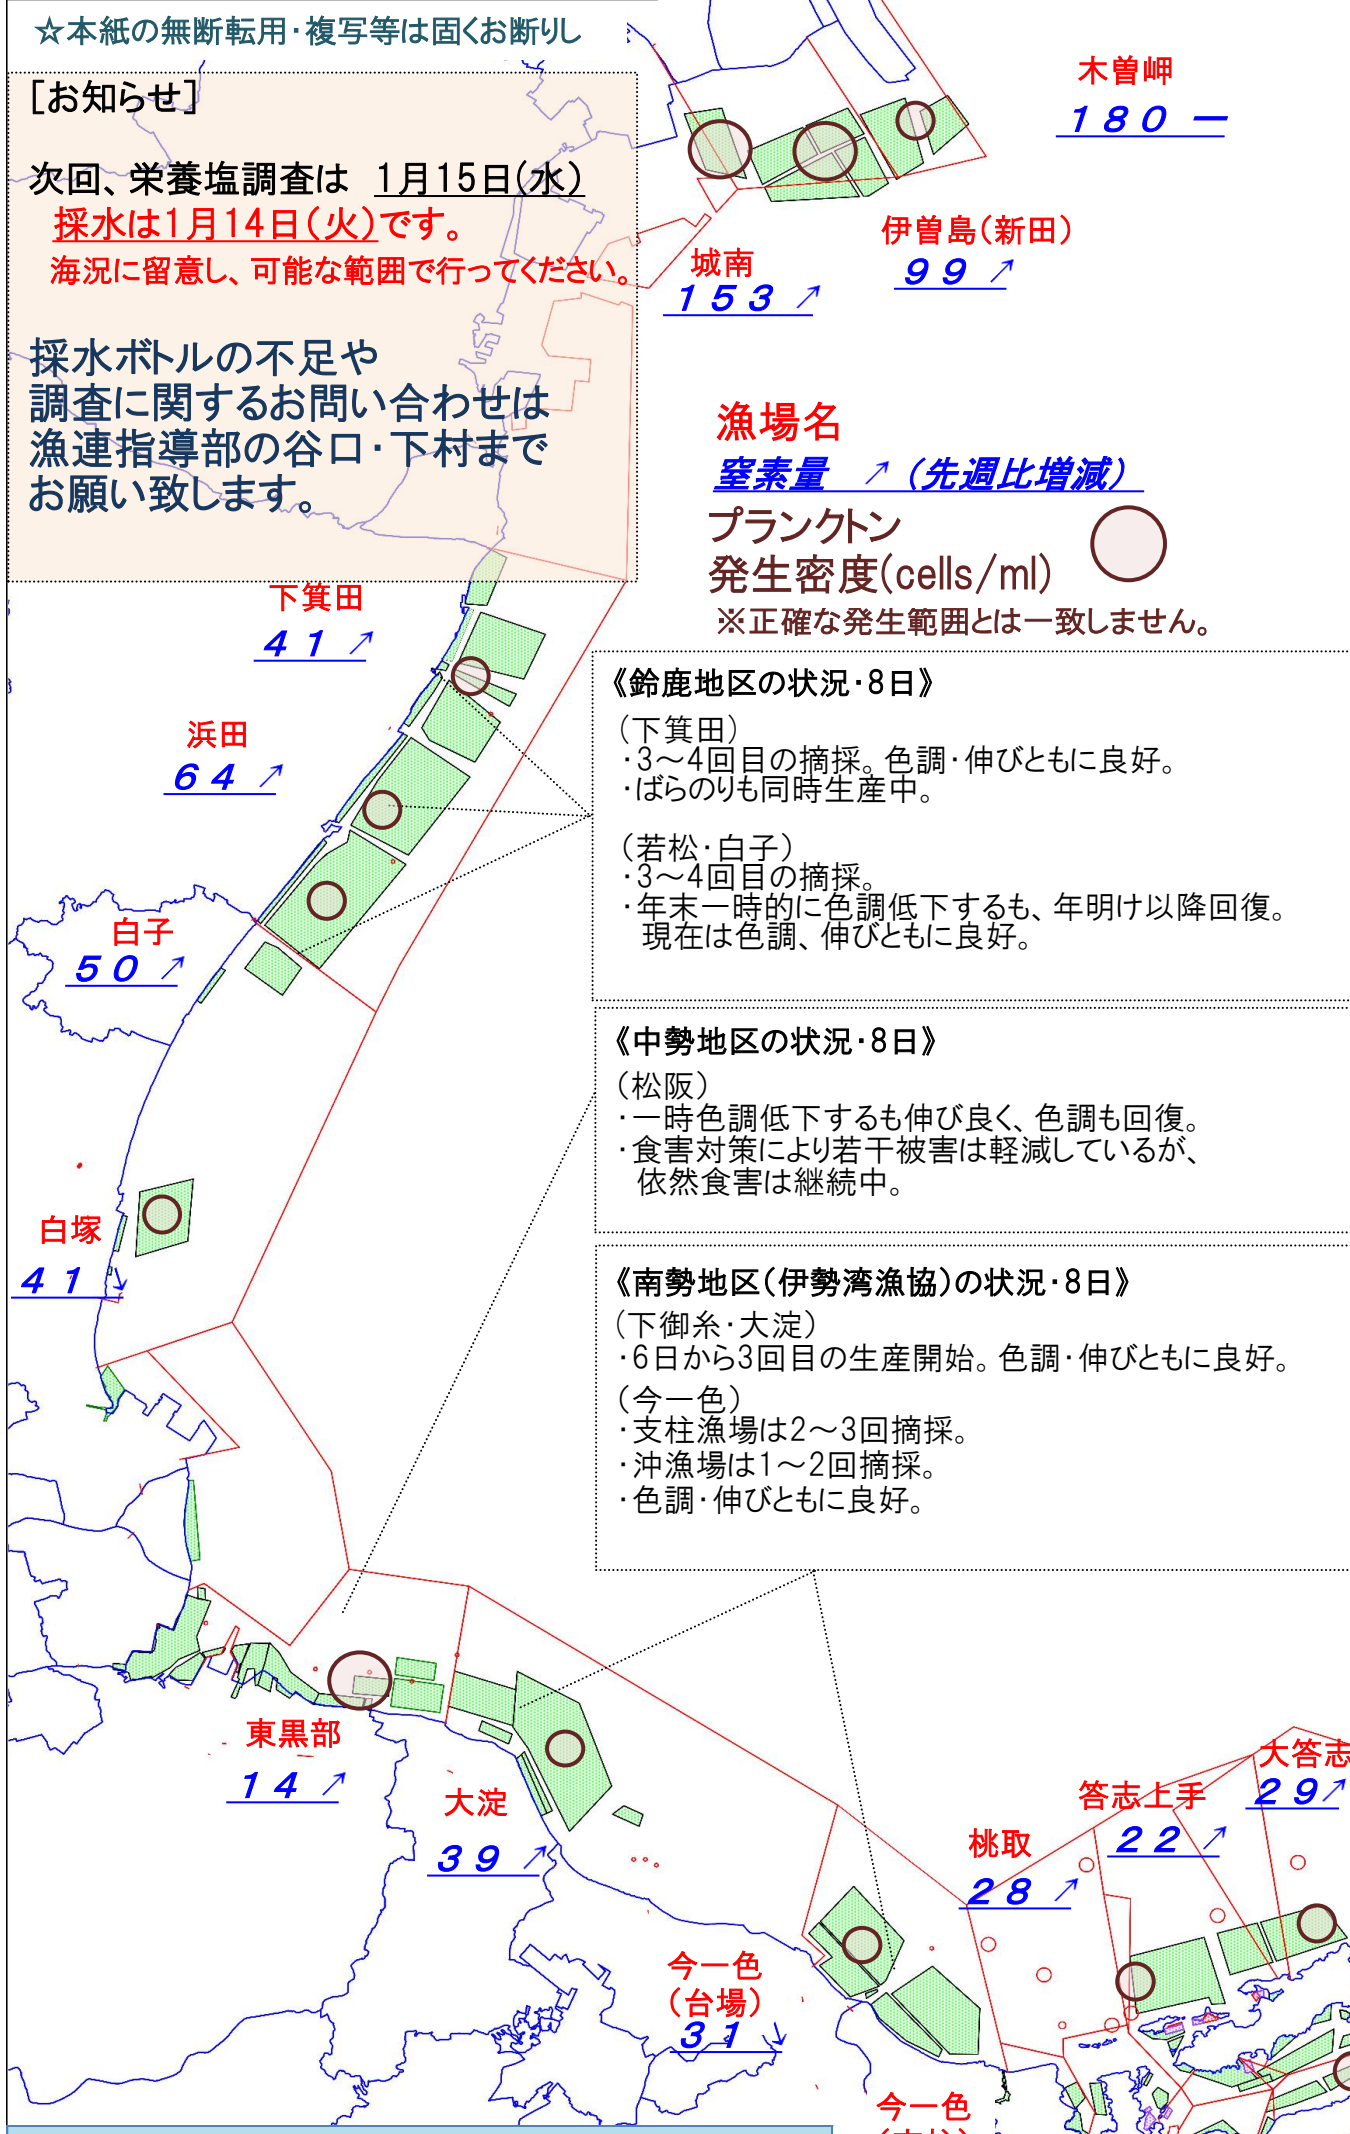 ☆本紙の無断転用・複写等は固くお断りし
[お知らせ]
次回、栄養塩調査は 1月15日(水)
採水は1月14日(火)です。
海況に留意し、可能な範囲で行ってください。
採水ボトルの不足や
調査に関するお問い合わせは
漁連指導部の谷口・下村まで
お願い致します。
木曽岬
180 ー
伊曽島(新田)
99 ↗
城南
153 ↗
漁場名
窒素量 ↗(先週比増減)
プランクトン
発生密度(cells/ml)
※正確な発生範囲とは一致しません。
下箕田
41 ↗
浜田
64 ↗
白子
50 ↗
白塚
41 ↘
《鈴鹿地区の状況・8日》
(下箕田)
・3～4回目の摘採。色調・伸びともに良好。
・ばらのりも同時生産中。
(若松・白子)
・3～4回目の摘採。
・年末一時的に色調低下するも、年明け以降回復。
現在は色調、伸びともに良好。
《中勢地区の状況・8日》
(松阪)
・一時色調低下するも伸び良く、色調も回復。
・食害対策により若干被害は軽減しているが、
依然食害は継続中。
《南勢地区(伊勢湾漁協)の状況・8日》
(下御糸・大淀)
・6日から3回目の生産開始。色調・伸びともに良好。
(今一色)
・支柱漁場は2～3回摘採。
・沖漁場は1～2回摘採。
・色調・伸びともに良好。
東黒部
14 ↗
大淀
39 ↗
今一色
(台場)
31 ↘
桃取
28 ↗
答志上手
22 ↗
大答志
29↗
今一色